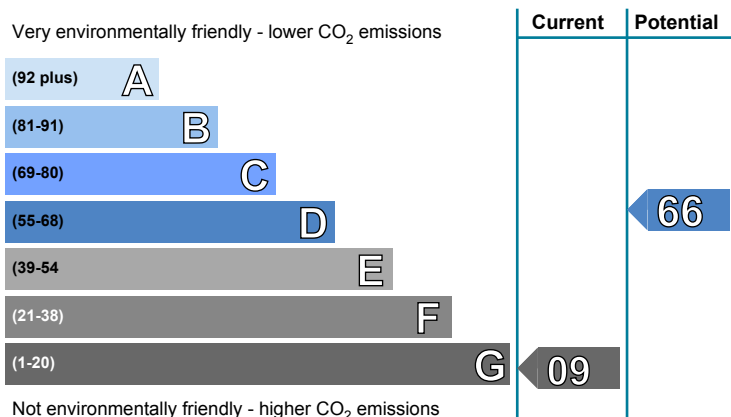 Very environmentally friendly - lower CO2 emissions
Current
Potential
(92 plus) A
(81-91) B
(69-80) C
(55-68) D
66
(39-54 E
(21-38) F
(1-20) G
09
Not environmentally friendly - higher CO2 emissions